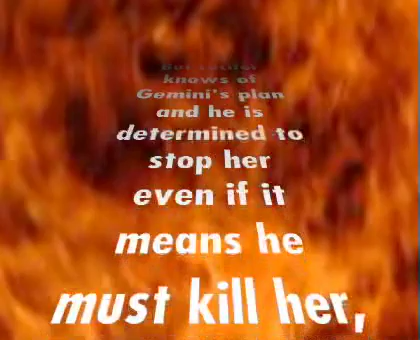 knows of
Gemini's plan
and he is
determined to
stop her
even if it
means he
must kill her,